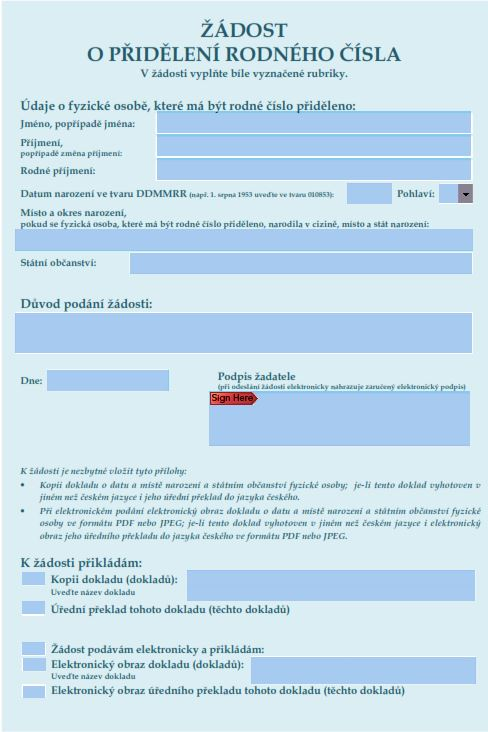 ŽÁDOST
O PŘIDĚLENÍ RODNÉHO ČÍSLA
V žádosti vyplňte bíle vyznačené rubriky.
Údaje o fyzické osobě, které má být rodné číslo přiděleno:
Jméno, popřípadě jména:
Příjmení,
popřípadě změna příjmení:
Rodné příjmení:
Datum narození ve tvaru DDMMRR (např. 1. srpna 1953 uveďte ve tvaru 010853): Pohlaví:
Místo a okres narození,
pokud se fyzická osoba, které má být rodné číslo přiděleno, narodila v cizině, místo a stát narození:
Státní občanství:
Důvod podání žádosti:
Dne:
Podpis žadatele
(při odeslání žádosti elektronicky nahrazuje zaručený elektronický podpis)
Sign Here
K žádosti je nezbytné vložit tyto přílohy:
• Kopii dokladu o datu a místě narození a státním občanství fyzické osoby; je-li tento doklad vyhotoven v
jiném než českém jazyce i jeho úřední překlad do jazyka českého.
• Při elektronickém podání elektronický obraz dokladu o datu a místě narození a státním občanství fyzické
osoby ve formátu PDF nebo JPEG; je-li tento doklad vyhotoven v jiném než českém jazyce i elektronický
obraz jeho úředního překladu do jazyka českého ve formátu PDF nebo JPEG.
K žádosti přikládám:
Kopii dokladu (dokladů):
Uveďte název dokladu
Úřední překlad tohoto dokladu (těchto dokladů)
Žádost podávám elektronicky a přikládám:
Elektronický obraz dokladu (dokladů):
Uveďte název dokladu
Elektronický obraz úředního překladu tohoto dokladu (těchto dokladů)